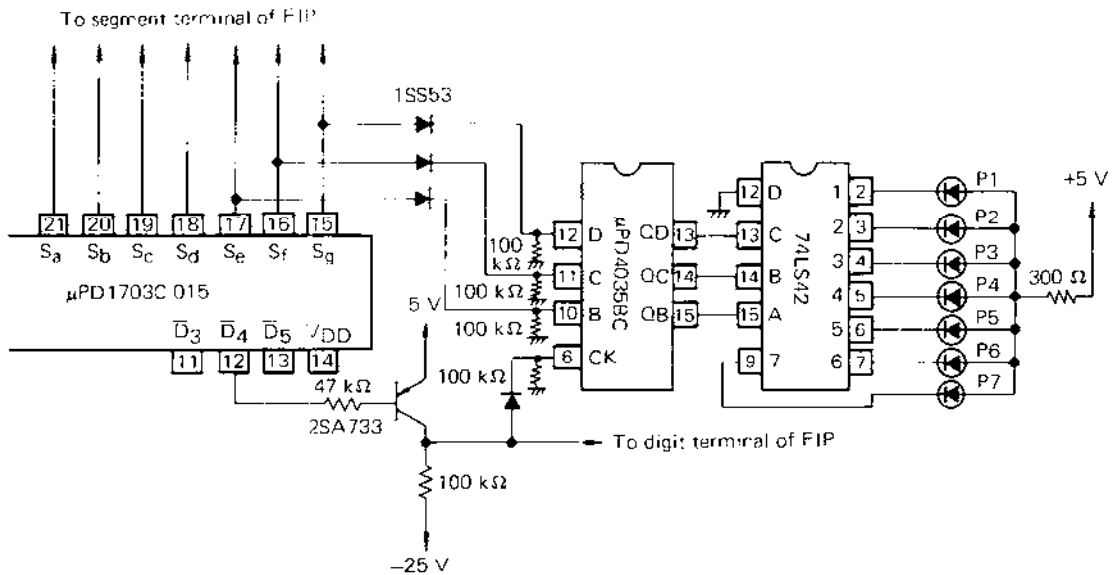 To segment terminal of FIP
1SS53
21 20 19 18 17 16 15
Sa Sb Sc Sd Se Sf Sg
μPD1703C 015
D̅3 D̅4 D̅5 VDD
11 12 13 14
47 kΩ
2SA733
5 V
100 kΩ
100 kΩ
100 kΩ
100 kΩ
100 kΩ
-25 V
To digit terminal of FIP
12 D
11 C
10 B
6 CK
μPD4035BC
QD 13
QC 14
QB 15
12 D
13 C
14 B
15 A
9 7
74LS42
1 2
2 3
3 4
4 5
5 6
6 7
P1
P2
P3
P4
P5
P6
P7
+5 V
300 Ω